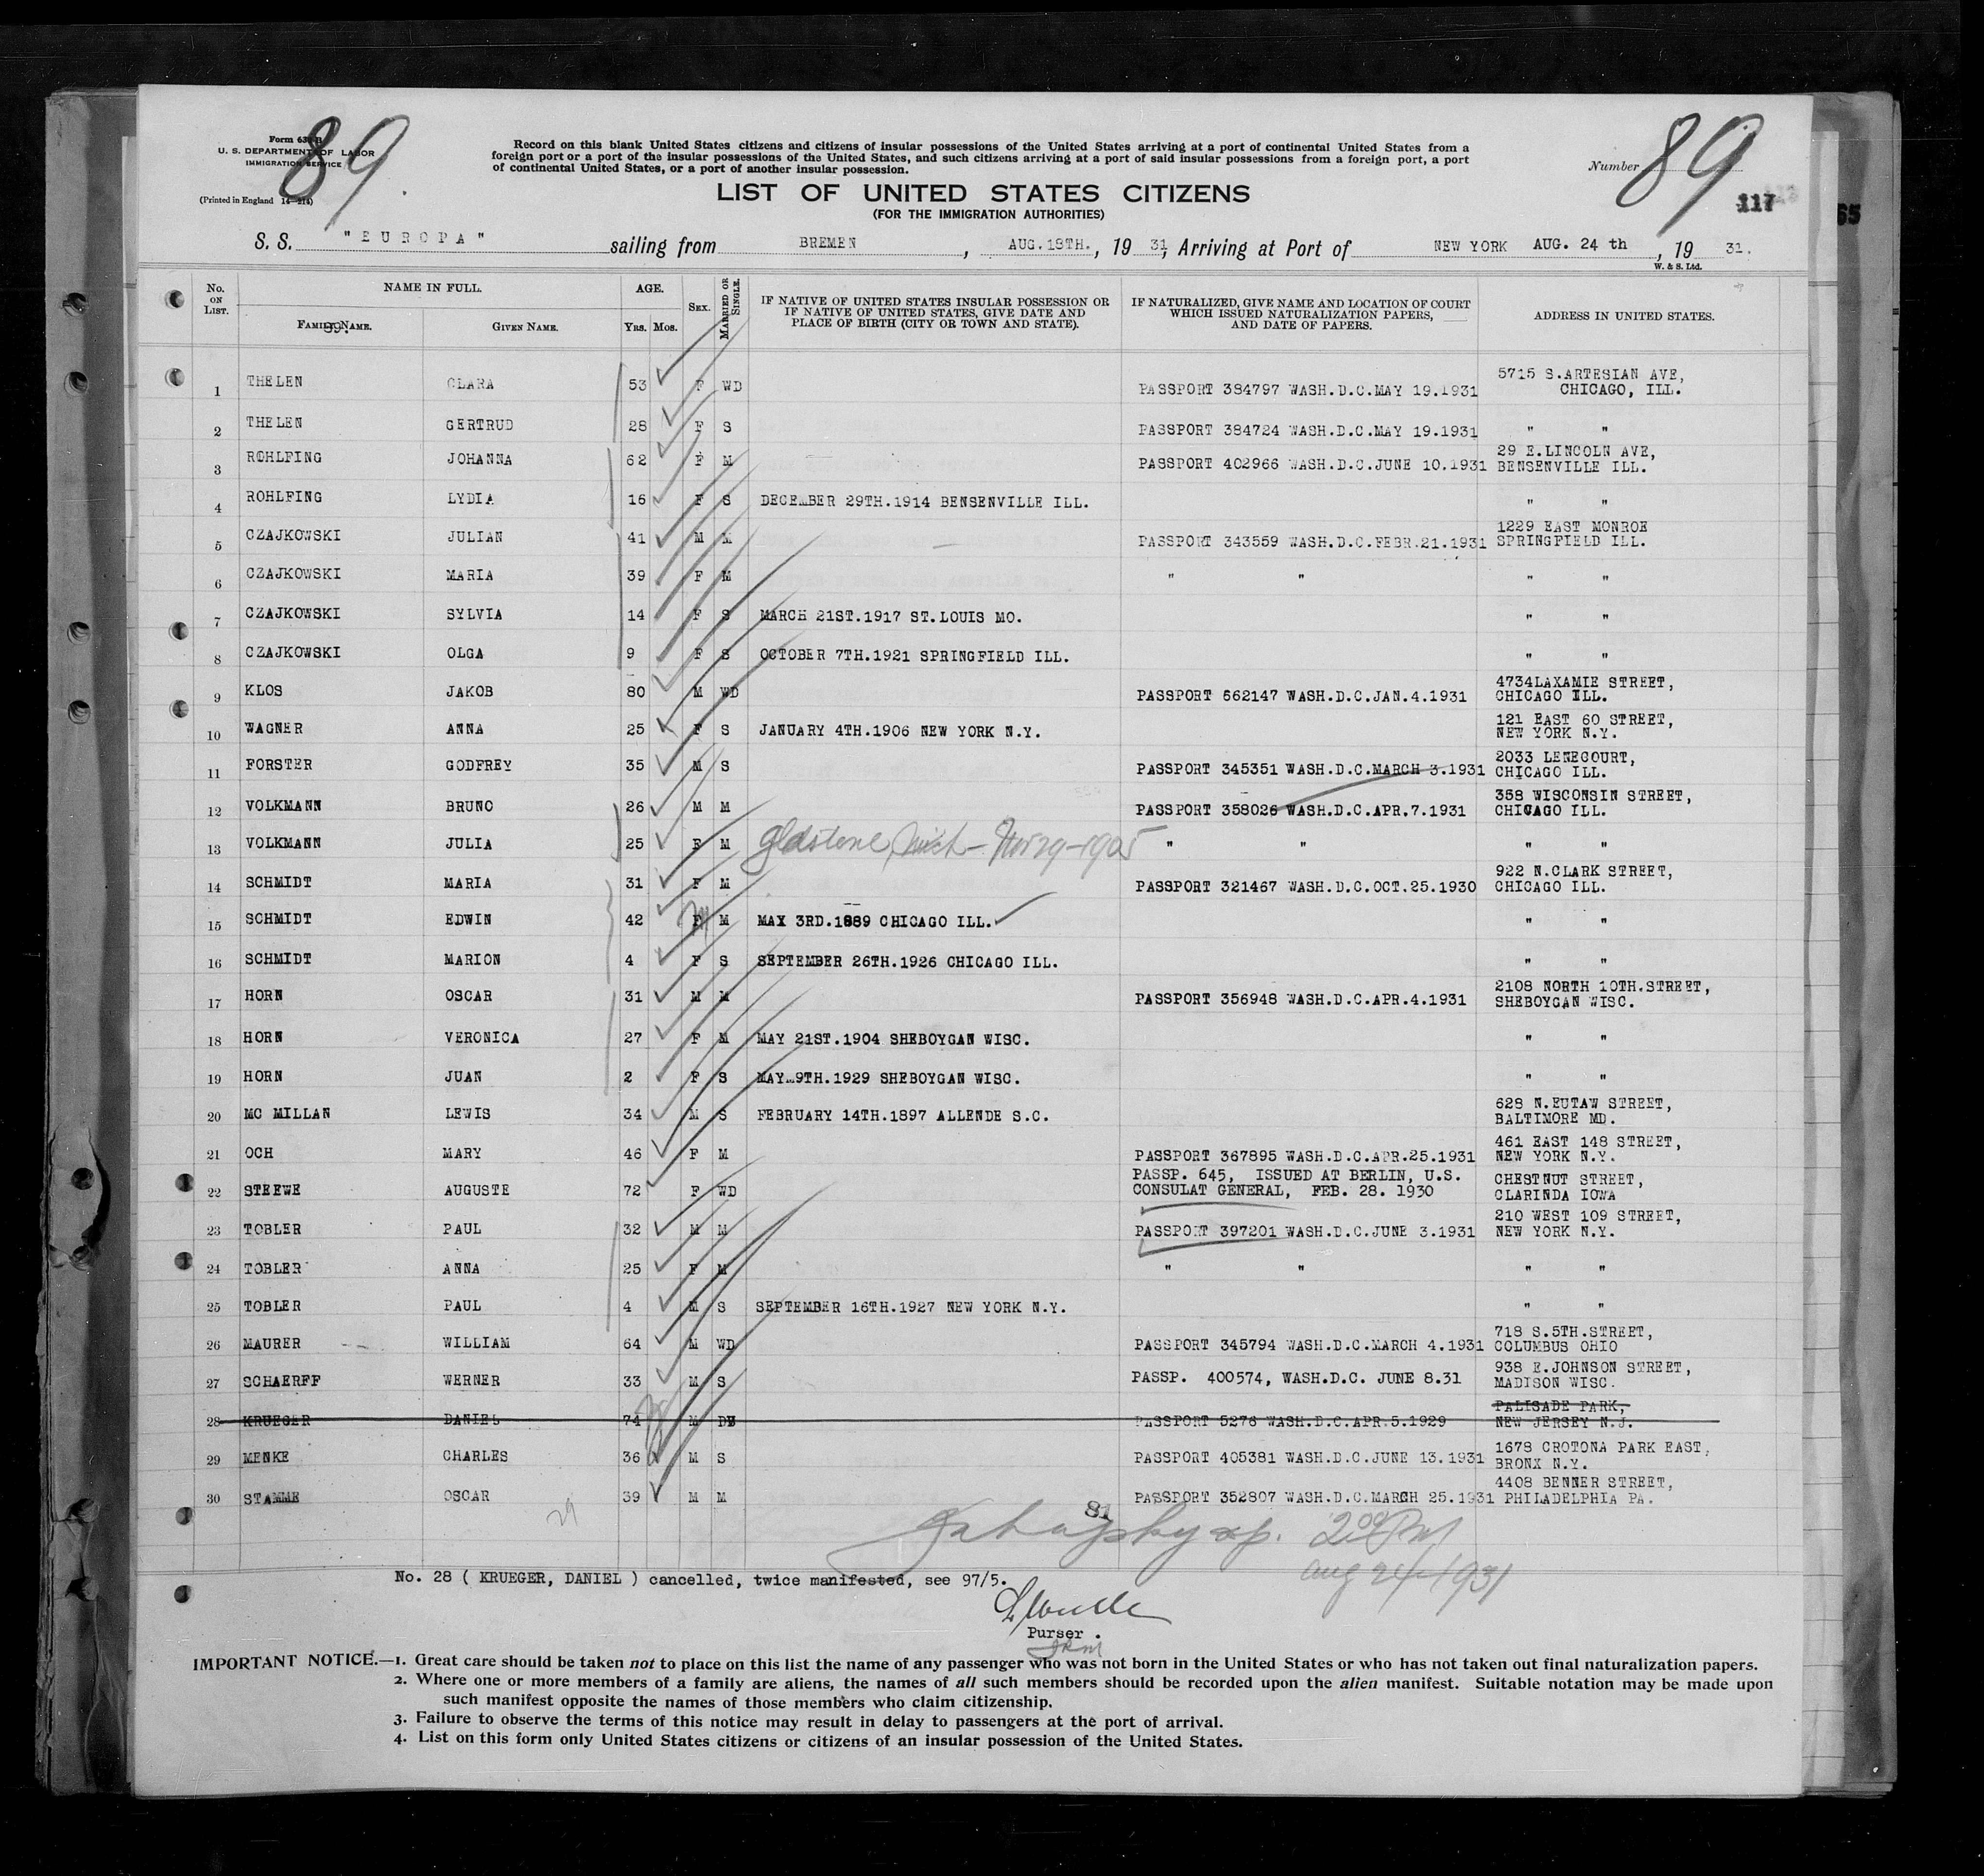 Form 630 B
U. S. DEPARTMENT OF LABOR
IMMIGRATION SERVICE
(Printed in England 14—214)
89
Record on this blank United States citizens and citizens of insular possessions of the United States arriving at a port of continental United States from a
foreign port or a port of the insular possessions of the United States, and such citizens arriving at a port of said insular possessions from a foreign port, a port
of continental United States, or a port of another insular possession.
Number 89
117
65
LIST OF UNITED STATES CITIZENS
(FOR THE IMMIGRATION AUTHORITIES)
S. S. "EUROPA" sailing from BREMEN, AUG. 18TH., 19 31, Arriving at Port of NEW YORK AUG. 24 th, 19 31.
W. & S. Ltd.
No. ON LIST. NAME IN FULL. FAMILY NAME. GIVEN NAME. AGE. YRS. MOS. SEX. MARRIED OR SINGLE. IF NATIVE OF UNITED STATES INSULAR POSSESSION OR IF NATIVE OF UNITED STATES, GIVE DATE AND PLACE OF BIRTH (CITY OR TOWN AND STATE). IF NATURALIZED, GIVE NAME AND LOCATION OF COURT WHICH ISSUED NATURALIZATION PAPERS, AND DATE OF PAPERS. ADDRESS IN UNITED STATES.
1 THELEN CLARA 53 F WD PASSPORT 384797 WASH.D.C.MAY 19.1931 5715 S.ARTESIAN AVE, CHICAGO, ILL.
2 THELEN GERTRUD 28 F S PASSPORT 384724 WASH.D.C.MAY 19.1931 " "
3 ROHLFING JOHANNA 62 F M PASSPORT 402966 WASH.D.C.JUNE 10.1931 29 E.LINCOLN AVE, BENSENVILLE ILL.
4 ROHLFING LYDIA 16 F S DECEMBER 29TH.1914 BENSENVILLE ILL. " "
5 CZAJKOWSKI JULIAN 41 M M PASSPORT 343559 WASH.D.C.FEBR.21.1931 1229 EAST MONROE SPRINGFIELD ILL.
6 CZAJKOWSKI MARIA 39 F M " " " "
7 CZAJKOWSKI SYLVIA 14 F S MARCH 21ST.1917 ST.LOUIS MO. " "
8 CZAJKOWSKI OLGA 9 F S OCTOBER 7TH.1921 SPRINGFIELD ILL. " "
9 KLOS JAKOB 80 M WD PASSPORT 662147 WASH.D.C.JAN.4.1931 4734LAXAMIE STREET, CHICAGO ILL.
10 WAGNER ANNA 25 F S JANUARY 4TH.1906 NEW YORK N.Y. 121 EAST 60 STREET, NEW YORK N.Y.
11 FORSTER GODFREY 35 M S PASSPORT 345351 WASH.D.C.MARCH 3.1931 2033 LENECOURT, CHICAGO ILL.
12 VOLKMANN BRUNO 26 M M PASSPORT 358026 WASH.D.C.APR.7.1931 358 WISCONSIN STREET, CHICAGO ILL.
13 VOLKMANN JULIA 25 F M Gldstone, Mich - Nov 29-1905 " " " "
14 SCHMIDT MARIA 31 F M PASSPORT 321467 WASH.D.C.OCT.25.1930 922 N.CLARK STREET, CHICAGO ILL.
15 SCHMIDT EDWIN 42 F M M MAX 3RD.1889 CHICAGO ILL. " "
16 SCHMIDT MARION 4 F S SEPTEMBER 26TH.1926 CHICAGO ILL. " "
17 HORN OSCAR 31 M M PASSPORT 356948 WASH.D.C.APR.4.1931 2108 NORTH 10TH.STREET, SHEBOYGAN WISC.
18 HORN VERONICA 27 F M MAY 21ST.1904 SHEBOYGAN WISC. " "
19 HORN JUAN 2 F S MAY 9TH.1929 SHEBOYGAN WISC. " "
20 MC MILLAN LEWIS 34 M S FEBRUARY 14TH.1897 ALLENDE S.C. 628 N.EUTAW STREET, BALTIMORE MD.
21 OCH MARY 46 F M PASSPORT 367895 WASH.D.C.APR.25.1931 461 EAST 148 STREET, NEW YORK N.Y.
22 STEEWE AUGUSTE 72 F WD PASSP. 645, ISSUED AT BERLIN, U.S. CONSULAT GENERAL, FEB. 28. 1930 CHESTNUT STREET, CLARINDA IOWA
23 TOBLER PAUL 32 M M PASSPORT 397201 WASH.D.C.JUNE 3.1931 210 WEST 109 STREET, NEW YORK N.Y.
24 TOBLER ANNA 25 F M " " " "
25 TOBLER PAUL 4 M S SEPTEMBER 16TH.1927 NEW YORK N.Y. " "
26 MAURER WILLIAM 64 M WD PASSPORT 345794 WASH.D.C.MARCH 4.1931 718 S.5TH.STREET, COLUMBUS OHIO
27 SCHAERFF WERNER 33 M S PASSP. 400574, WASH.D.C. JUNE 8.31 938 E.JOHNSON STREET, MADISON WISC.
28 KRUEGER DANIEL 74 M PASSPORT 5276 WASH.D.C.APR.5.1929 PALISADE PARK, NEW JERSEY N.J.
29 MENKE CHARLES 36 M S PASSPORT 405381 WASH.D.C.JUNE 13.1931 1678 CROTONA PARK EAST, BRONX N.Y.
30 STAMME OSCAR 39 M M PASSPORT 352807 WASH.D.C.MARCH 25.1931 4408 BENNER STREET, PHILADELPHIA PA.
29
81
2 00 PM
Aug 24-1931
No. 28 ( KRUEGER, DANIEL ) cancelled, twice manifested, see 97/5.
Purser .
IMPORTANT NOTICE.—1. Great care should be taken not to place on this list the name of any passenger who was not born in the United States or who has not taken out final naturalization papers.
2. Where one or more members of a family are aliens, the names of all such members should be recorded upon the alien manifest. Suitable notation may be made upon
such manifest opposite the names of those members who claim citizenship.
3. Failure to observe the terms of this notice may result in delay to passengers at the port of arrival.
4. List on this form only United States citizens or citizens of an insular possession of the United States.